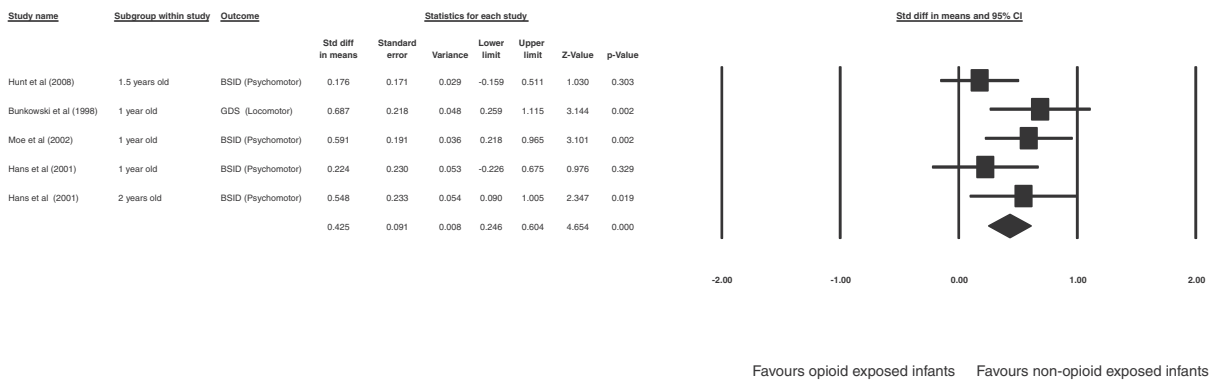 Study name Subgroup within study Outcome Statistics for each study Std diff in means and 95% CI
Std diff in means Standard error Variance Lower limit Upper limit Z-Value p-Value
Hunt et al (2008) 1.5 years old BSID (Psychomotor) 0.176 0.171 0.029 -0.159 0.511 1.030 0.303
Bunkowski et al (1998) 1 year old GDS (Locomotor) 0.687 0.218 0.048 0.259 1.115 3.144 0.002
Moe et al (2002) 1 year old BSID (Psychomotor) 0.591 0.191 0.036 0.218 0.965 3.101 0.002
Hans et al (2001) 1 year old BSID (Psychomotor) 0.224 0.230 0.053 -0.226 0.675 0.976 0.329
Hans et al (2001) 2 years old BSID (Psychomotor) 0.548 0.233 0.054 0.090 1.005 2.347 0.019
0.425 0.091 0.008 0.246 0.604 4.654 0.000
-2.00 -1.00 0.00 1.00 2.00
Favours opioid exposed infants Favours non-opioid exposed infants